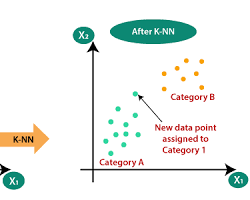 After K-NN
X₂
Category B
K-NN
New data point
assigned to
Category 1
Category A
X₁
X₁